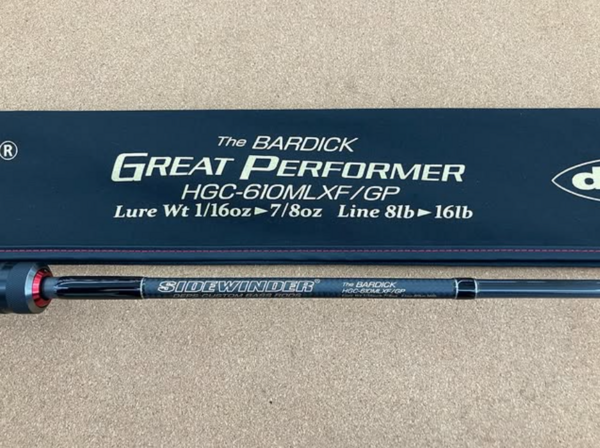 ®
The BARDICK
GREAT PERFORMER
HGC-610MLXF/GP
Lure Wt 1/16oz►7/8oz Line 8lb►16lb
d
SIDEWINDER®
DEPS CUSTOM BASS RODS
The BARDICK
HGC-610MLXF/GP